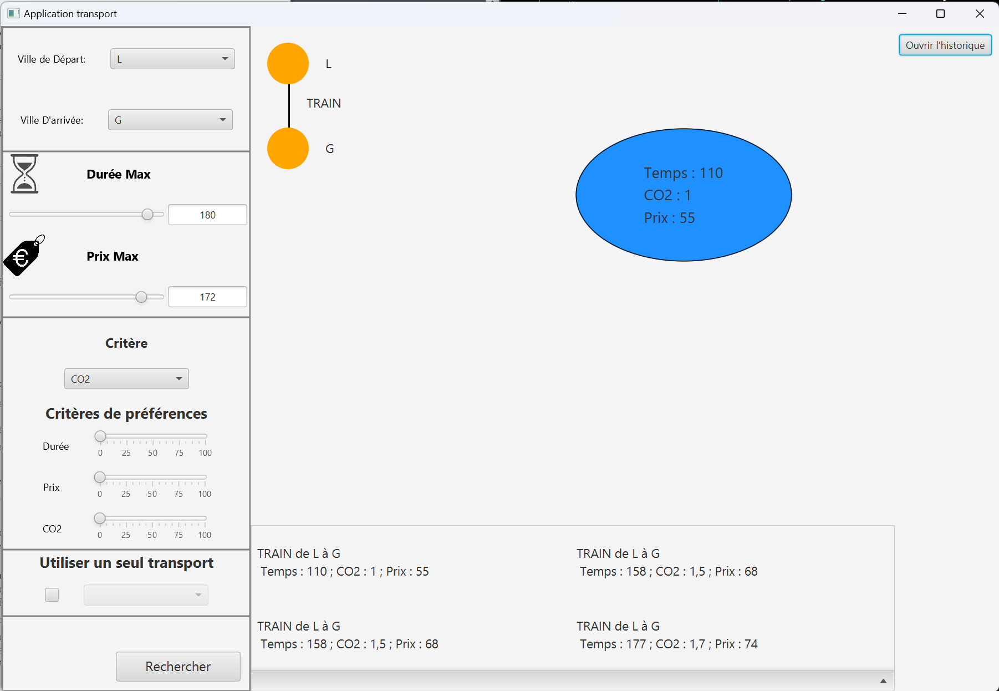 Application transport
Ouvrir l'historique
Ville de Départ:
L
Ville D'arrivée:
G
Durée Max
180
€
Prix Max
172
Critère
CO2
Critères de préférences
Durée
0 25 50 75 100
Prix
0 25 50 75 100
CO2
0 25 50 75 100
Utiliser un seul transport
Rechercher
L
TRAIN
G
Temps : 110
CO2 : 1
Prix : 55
TRAIN de L à G
Temps : 110 ; CO2 : 1 ; Prix : 55
TRAIN de L à G
Temps : 158 ; CO2 : 1,5 ; Prix : 68
TRAIN de L à G
Temps : 158 ; CO2 : 1,5 ; Prix : 68
TRAIN de L à G
Temps : 177 ; CO2 : 1,7 ; Prix : 74